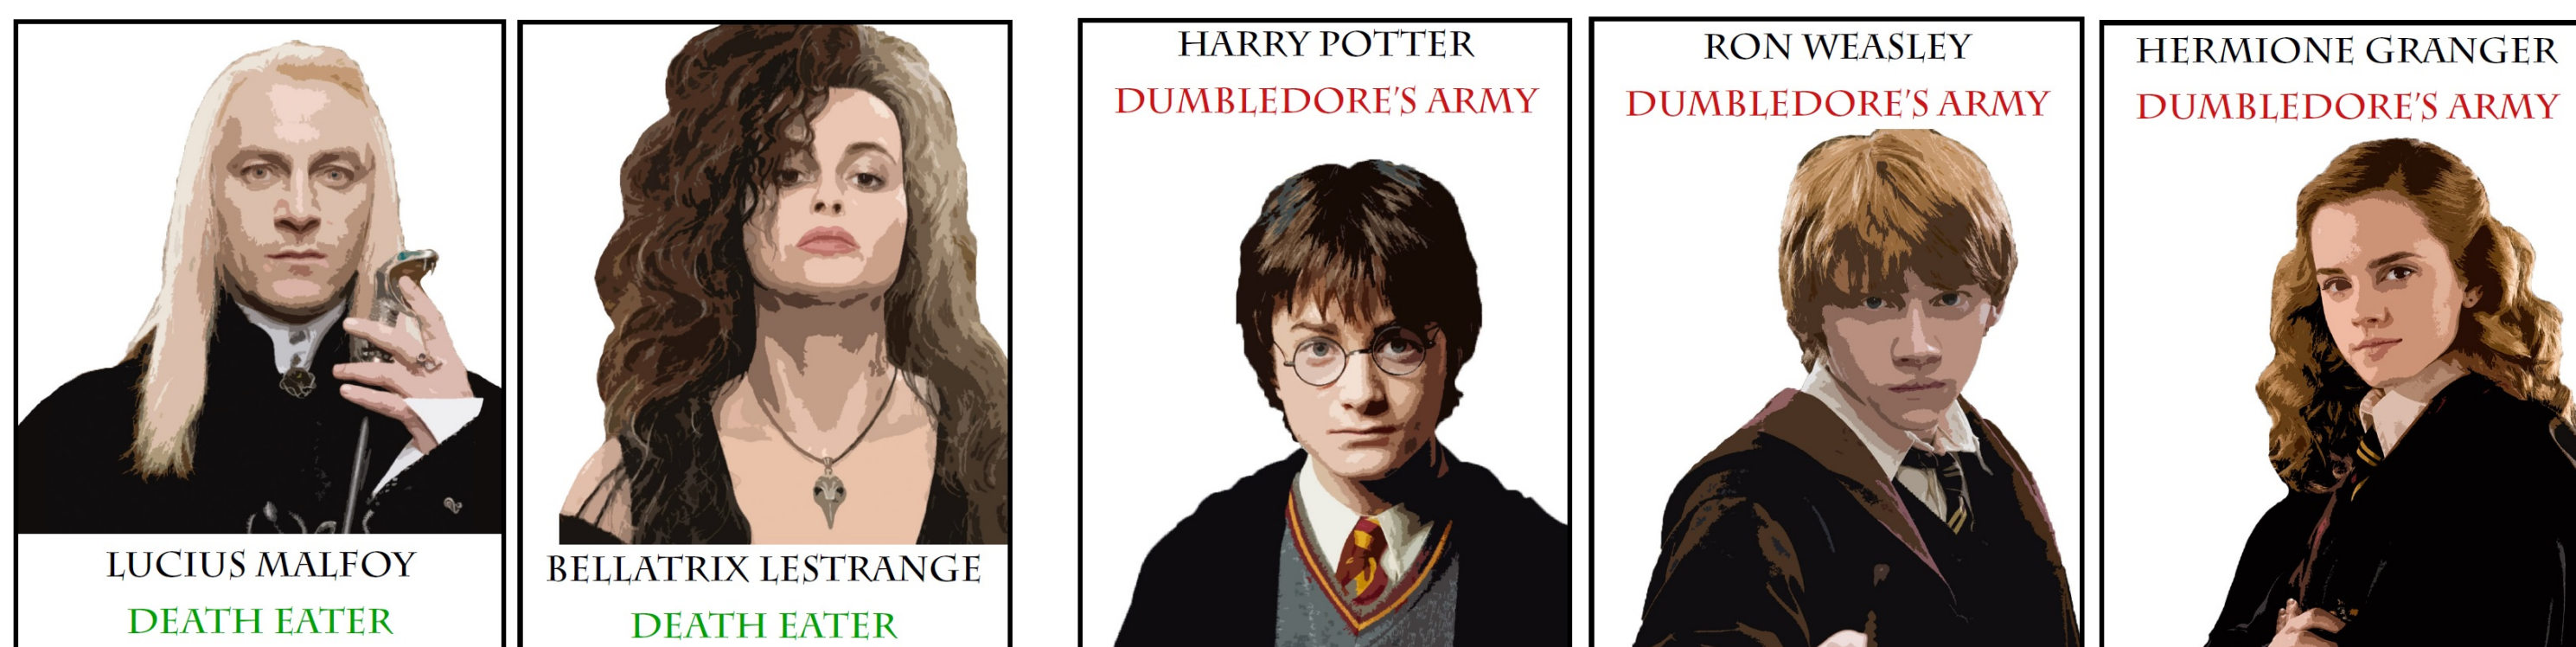 LUCIUS MALFOY
DEATH EATER
BELLATRIX LESTRANGE
DEATH EATER
HARRY POTTER
DUMBLEDORE'S ARMY
RON WEASLEY
DUMBLEDORE'S ARMY
HERMIONE GRANGER
DUMBLEDORE'S ARMY